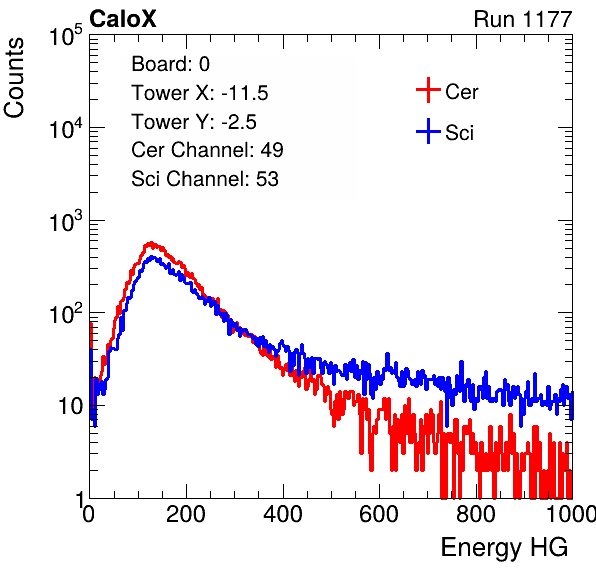 CaloX Run 1177
Board: 0
Tower X: -11.5
Tower Y: -2.5
Cer Channel: 49
Sci Channel: 53
Cer
Sci
Counts
10^5
10^4
10^3
10^2
10
1
0 200 400 600 800 1000
Energy HG